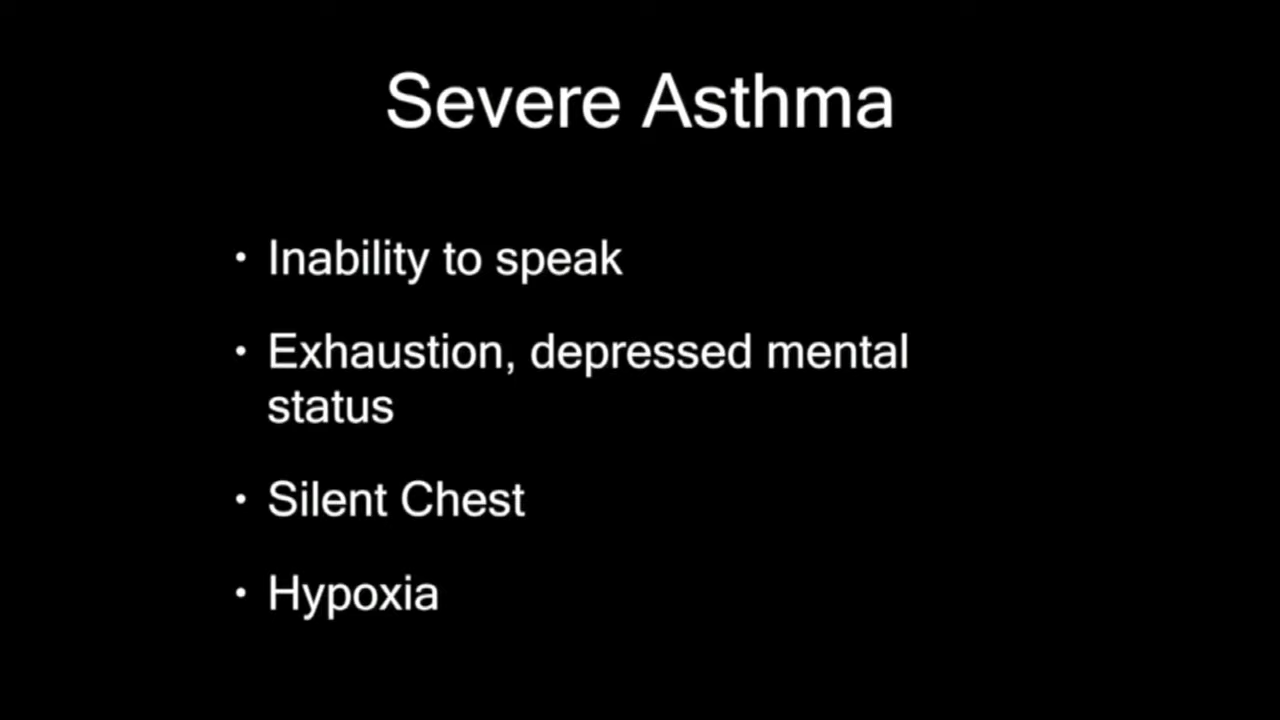 Severe Asthma
• Inability to speak
• Exhaustion, depressed mental
status
• Silent Chest
• Hypoxia